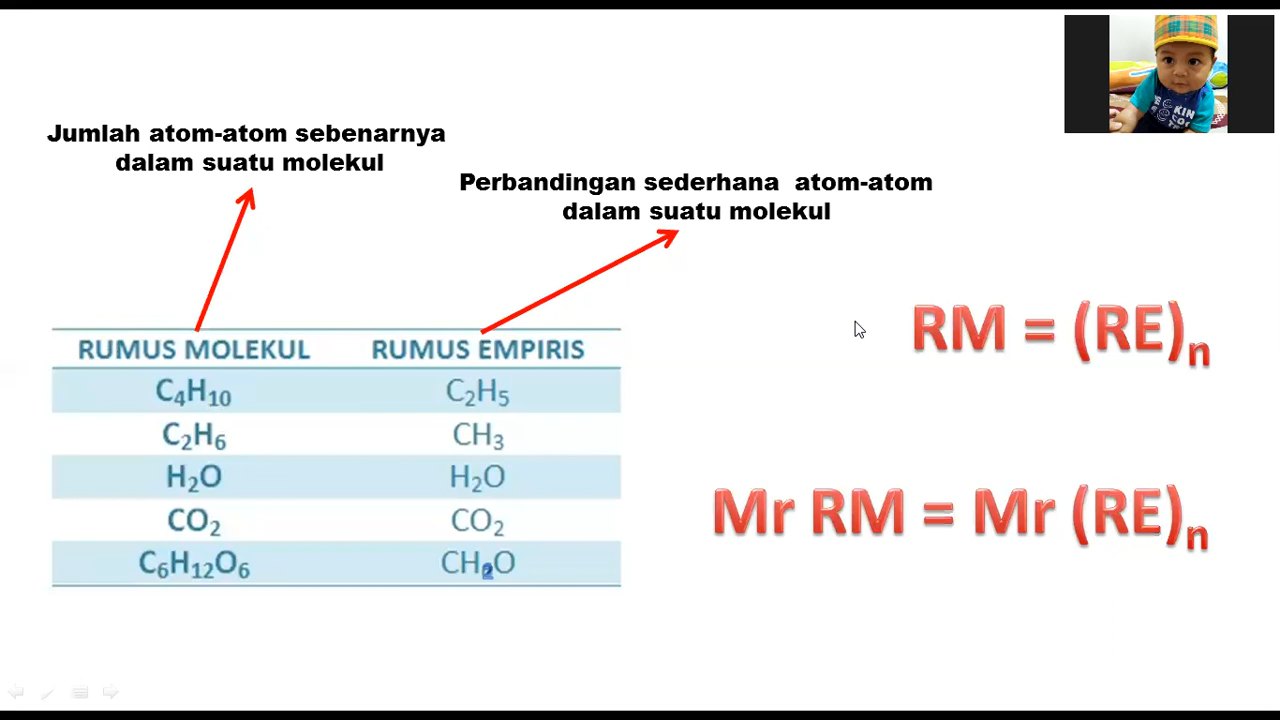 Jumlah atom-atom sebenarnya
dalam suatu molekul
Perbandingan sederhana atom-atom
dalam suatu molekul
RUMUS MOLEKUL RUMUS EMPIRIS
C₄H₁₀ C₂H₅
C₂H₆ CH₃
H₂O H₂O
CO₂ CO₂
C₆H₁₂O₆ CH₂O
RM = (RE)ₙ
Mr RM = Mr (RE)ₙ
KIN